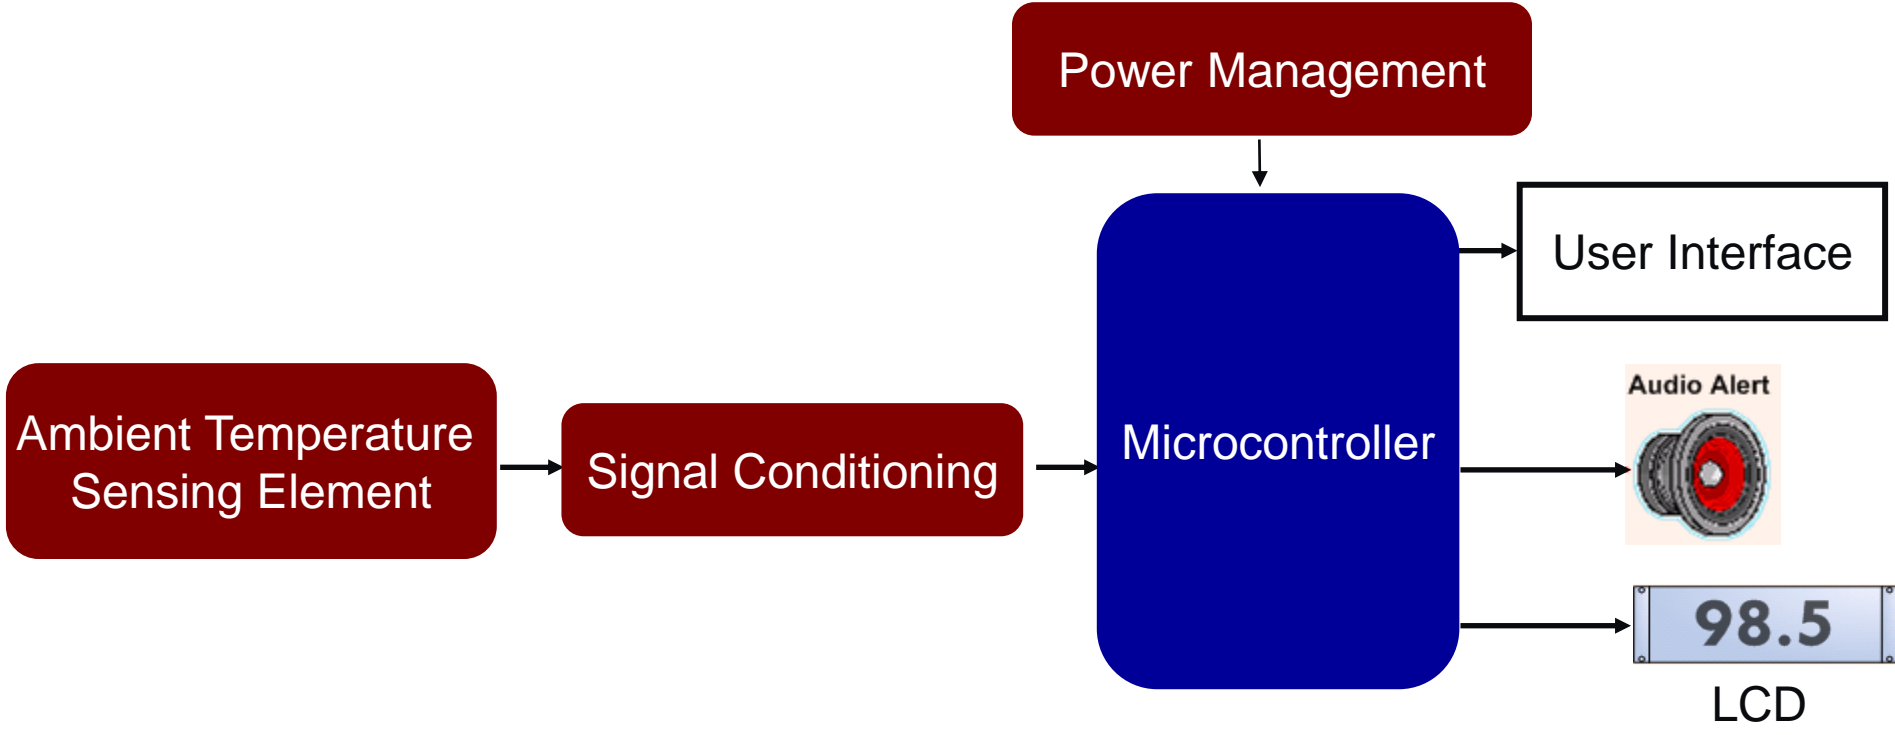 Power Management
User Interface
Audio Alert
Ambient Temperature
Sensing Element
Signal Conditioning
Microcontroller
98.5
LCD